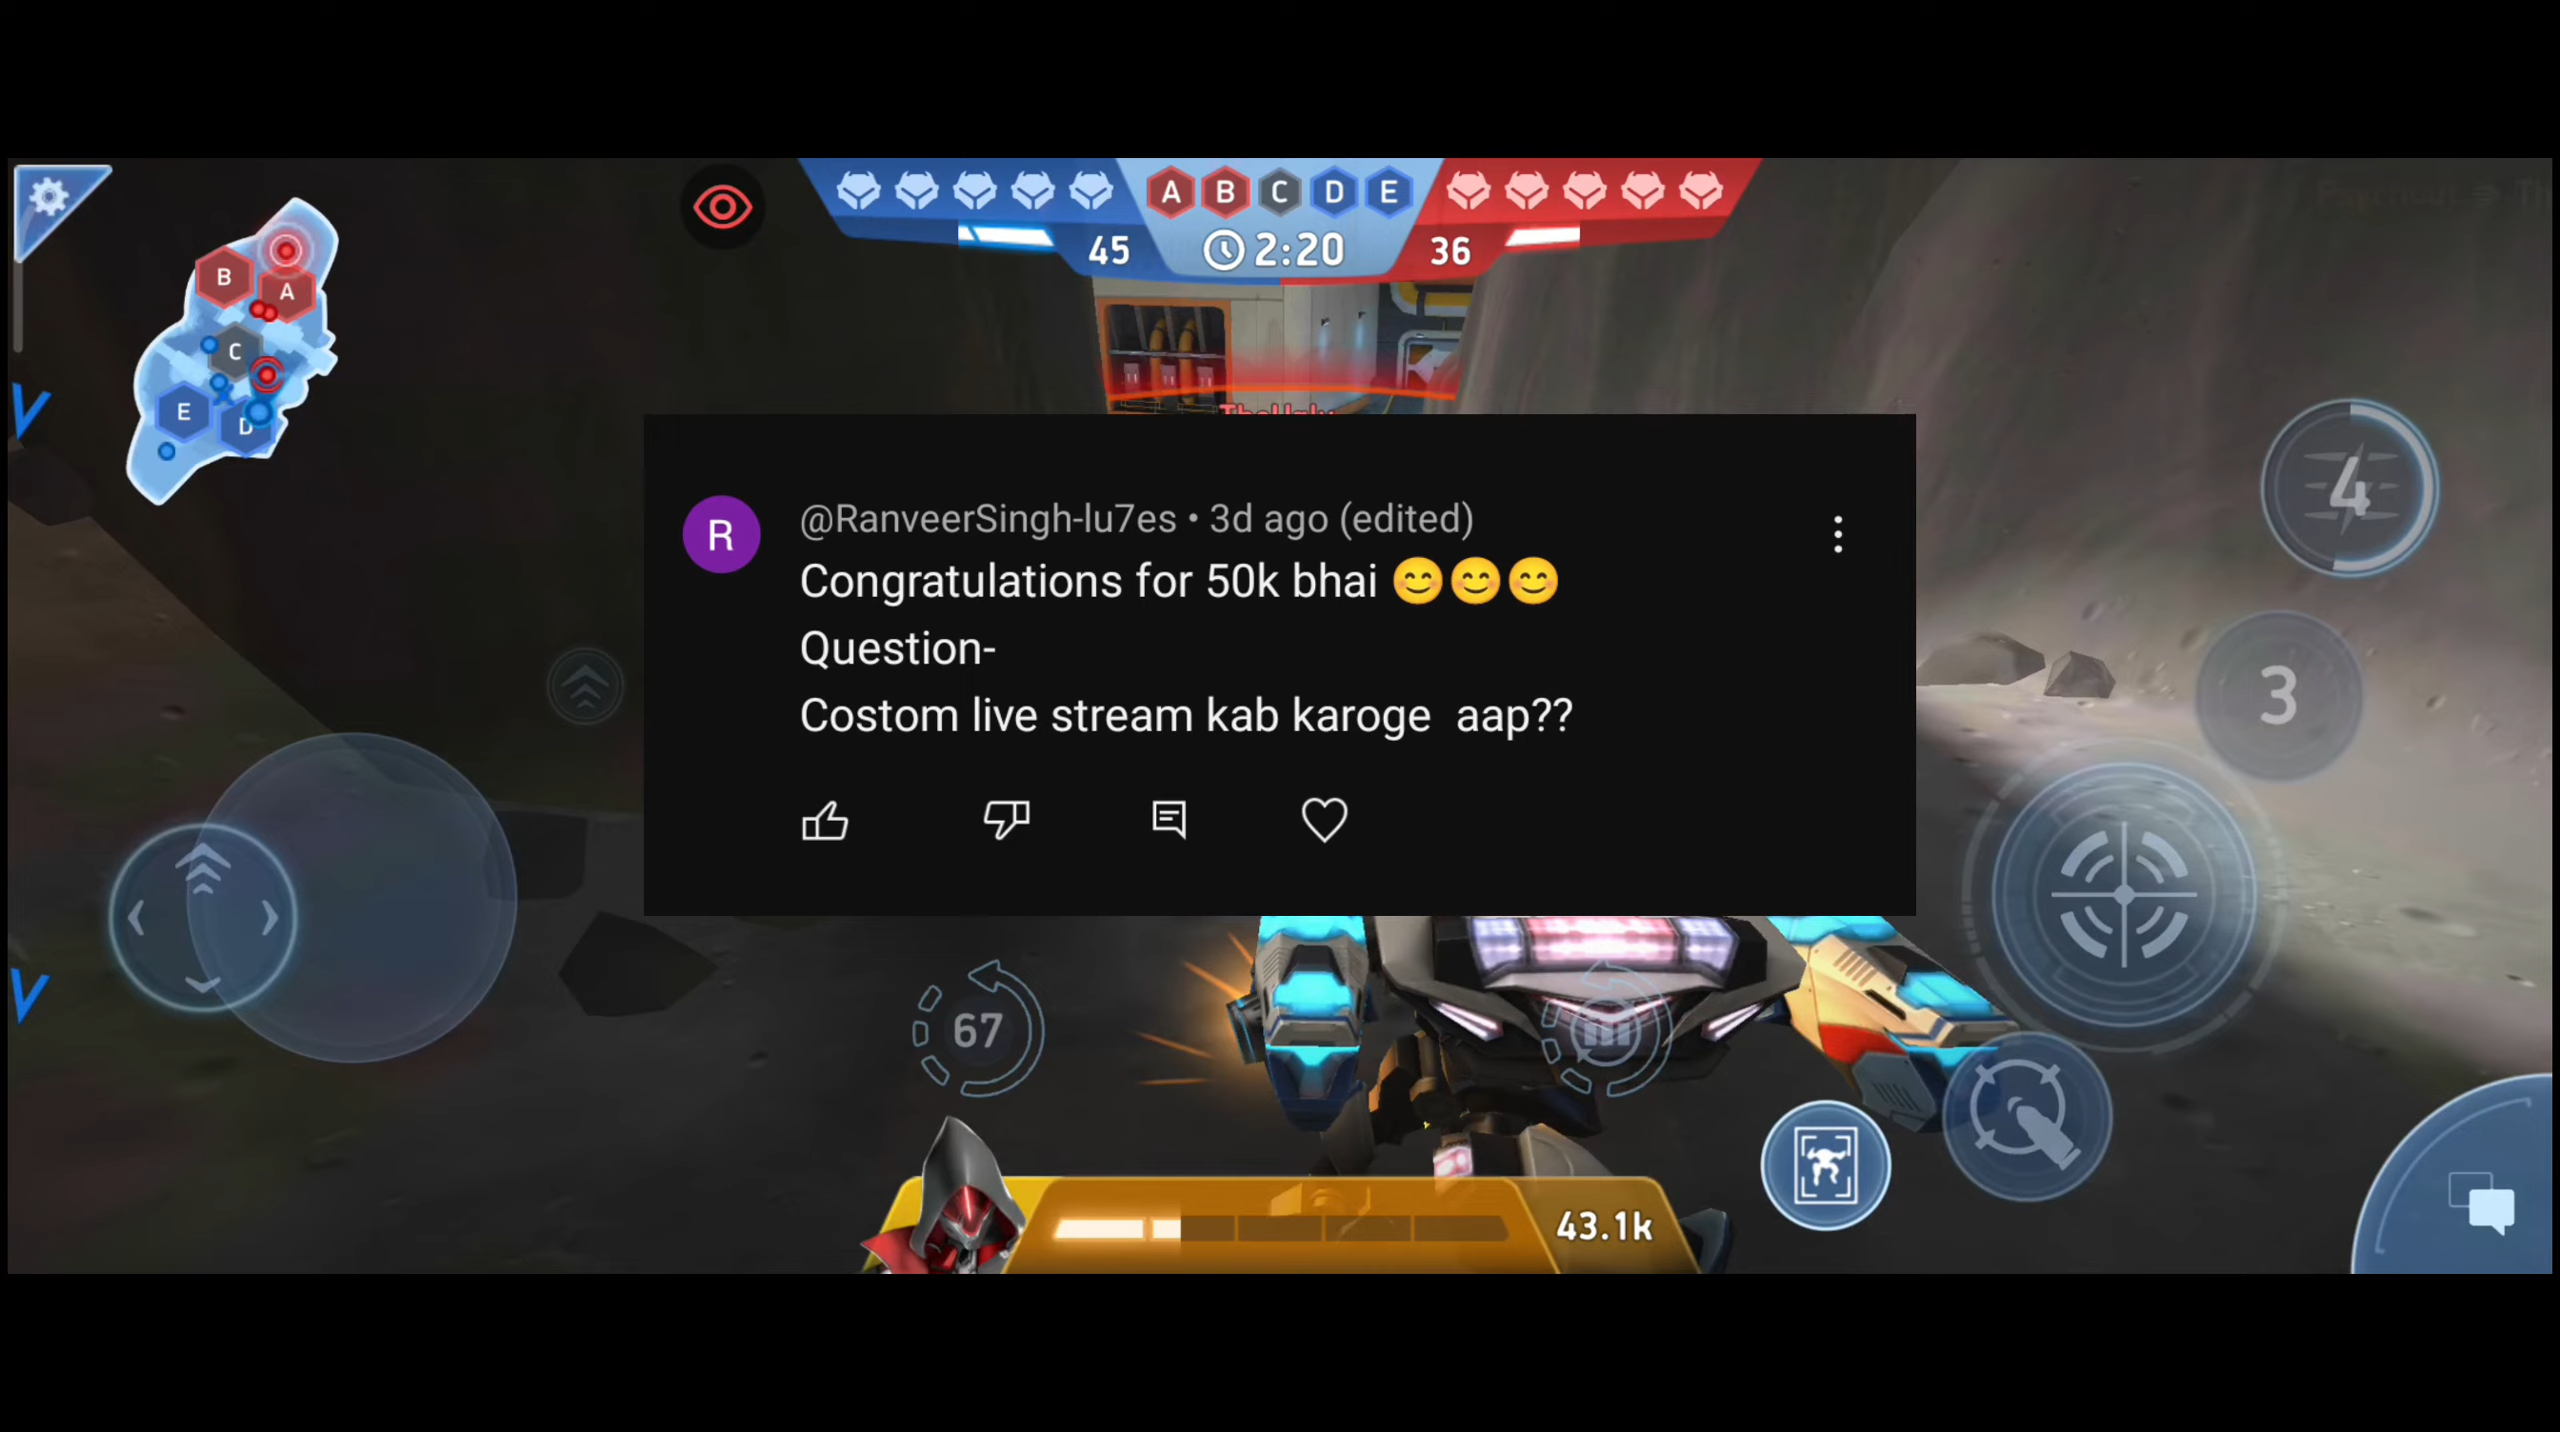 A B C D E
45 2:20 36
B
A
C
E
D
4
@RanveerSingh-lu7es • 3d ago (edited)
R
Congratulations for 50k bhai 😊😊😊
Question-
Costom live stream kab karoge aap??
3
67
43.1k